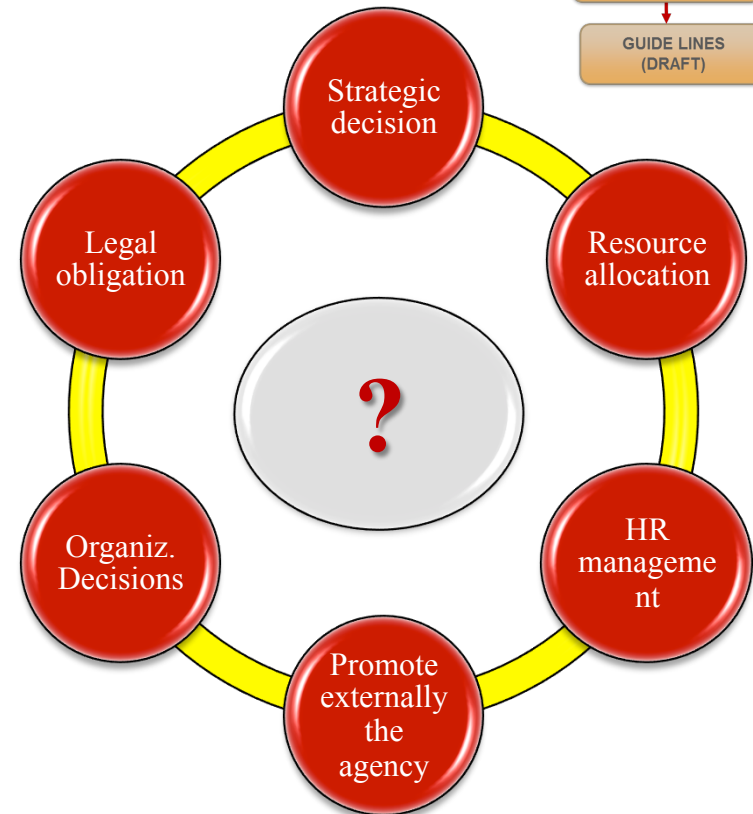 GUIDE LINES
(DRAFT)
Strategic
decision
Legal
obligation
Resource
allocation
?
Organiz.
Decisions
HR
manageme
nt
Promote
externally
the
agency